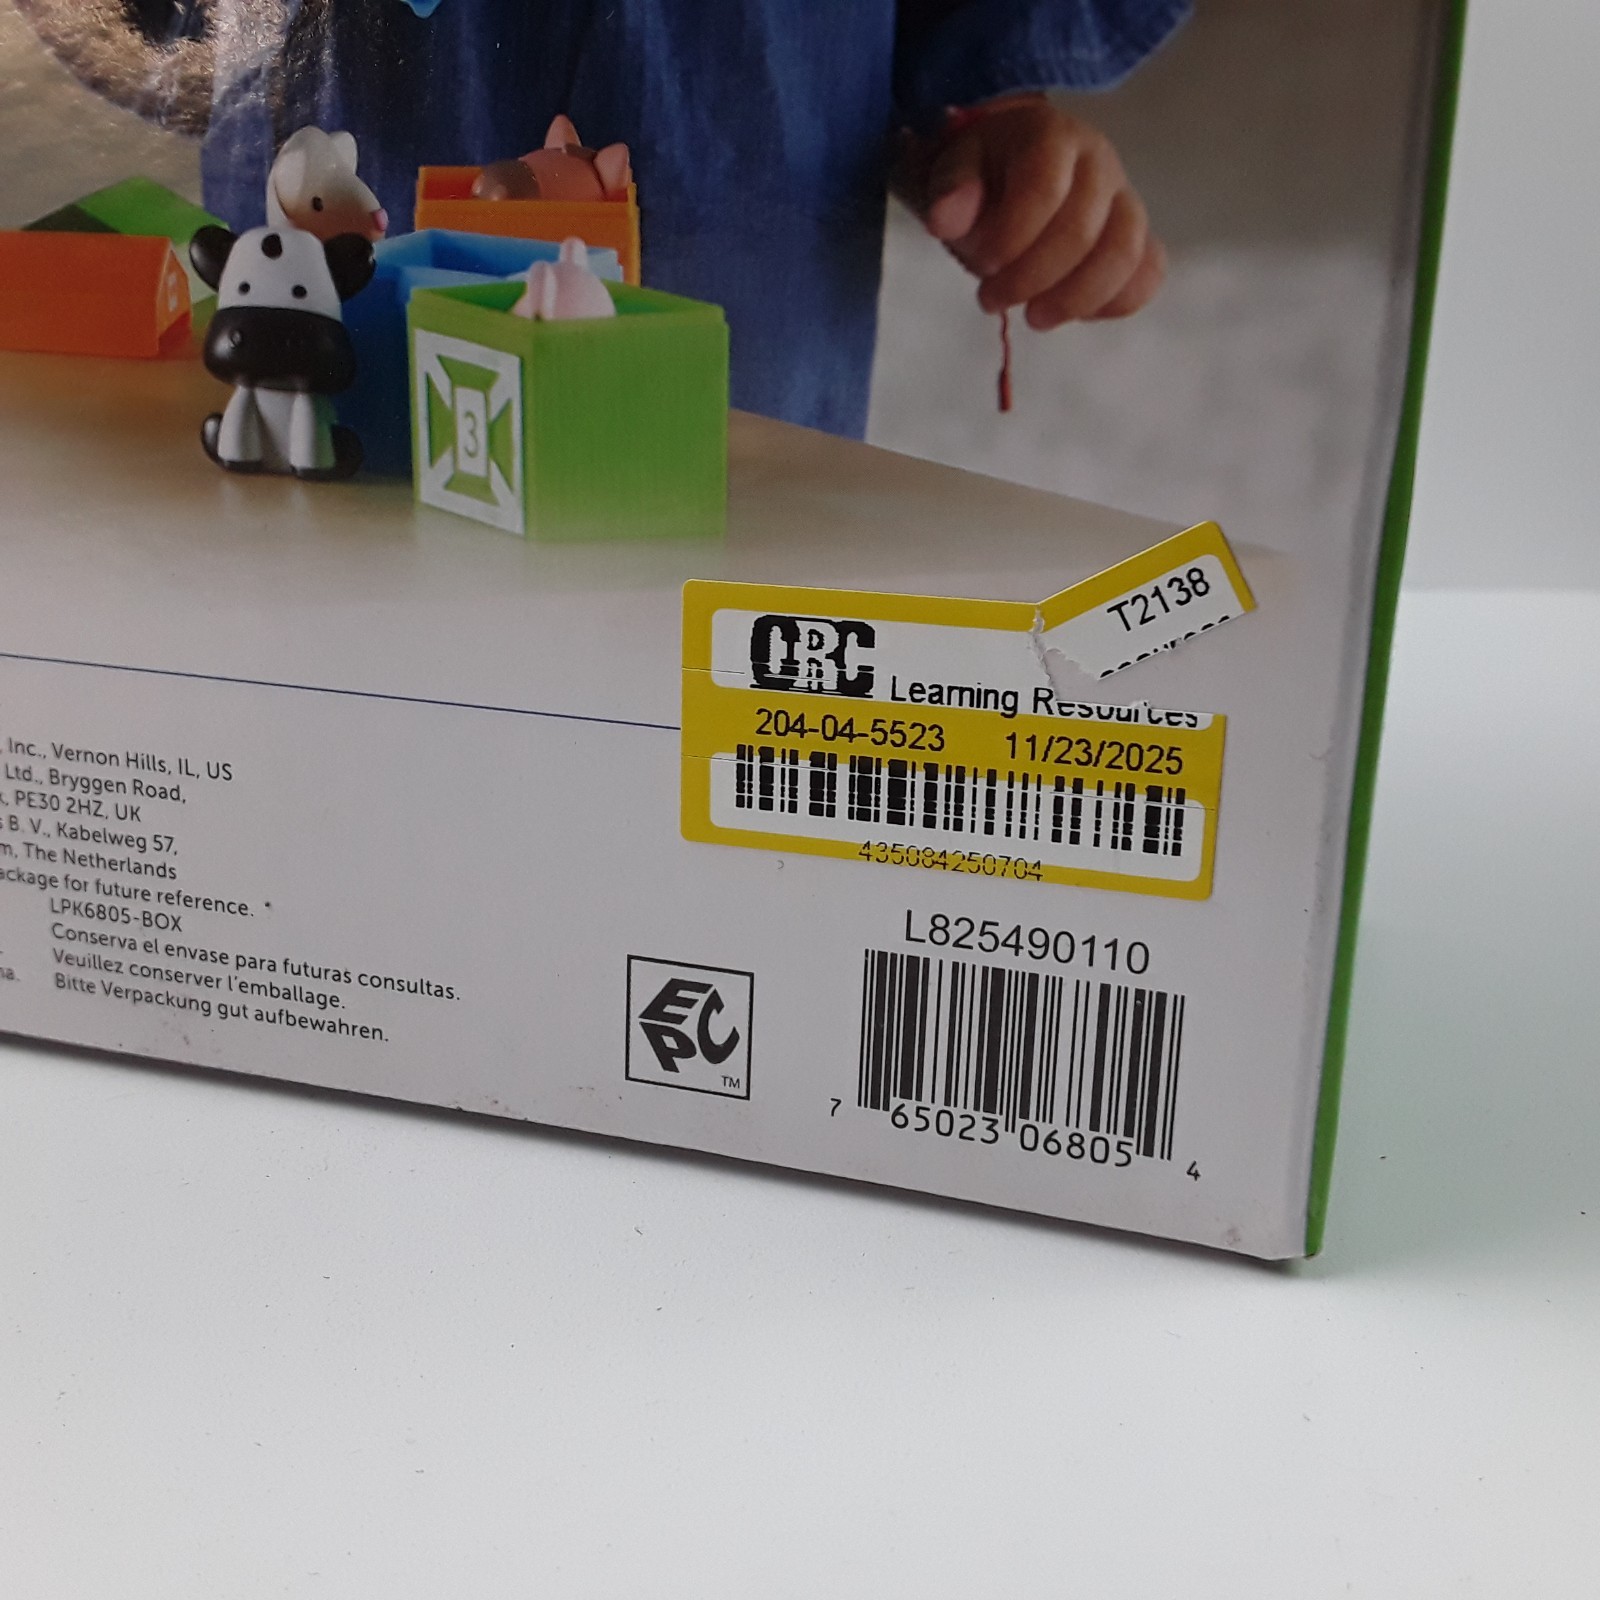 3
T2138
CRC
Learning Resources
204-04-5523 11/23/2025
435084250704
L825490110
7 65023 06805 4
EPC
TM
, Inc., Vernon Hills, IL, US
Ltd., Bryggen Road,
, PE30 2HZ, UK
B. V., Kabelweg 57,
, The Netherlands
ackage for future reference.
LPK6805-BOX
Conserva el envase para futuras consultas.
Veuillez conserver l'emballage.
Bitte Verpackung gut aufbewahren.